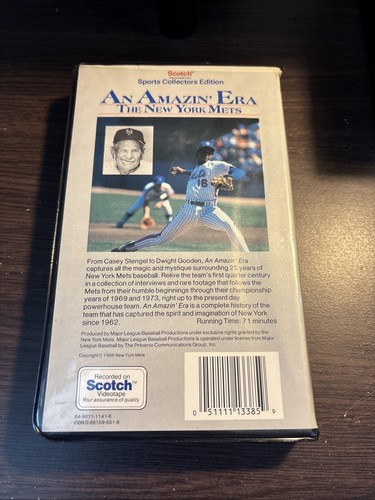 Scotch
Sports Collectors Edition
AN AMAZIN' ERA
THE NEW YORK METS
16
From Casey Stengel to Dwight Gooden, An Amazin' Era
captures all the magic and mystique surrounding 25 years of
New York Mets baseball. Relive the team's first quarter century
in a collection of interviews and rare footage that follows the
Mets from their humble beginnings through their championship
years of 1969 and 1973, right up to the present day
powerhouse team. An Amazin' Era is a complete history of the
team that has captured the spirit and imagination of New York
since 1962. Running Time: 71 minutes
Produced by Major League Baseball Productions under exclusive rights granted by the
New York Mets. Major League Baseball Productions is operated under license from Major
League Baseball by The Phoenix Communications Group, Inc.
Copyright© 1986 New York Mets
Recorded on
Scotch
Videotape
Your assurance of quality
0 51111 13385 9